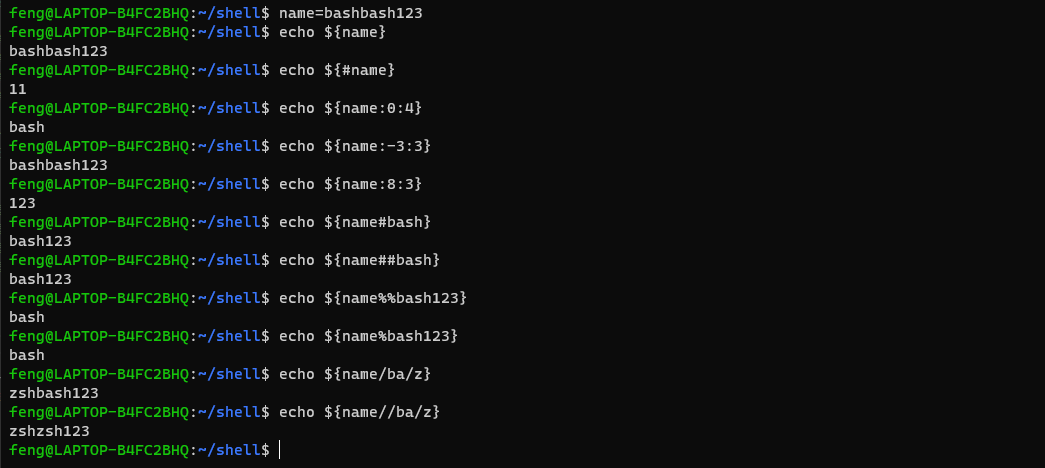 feng@LAPTOP-B4FC2BHQ:~/shell$ name=bashbash123
feng@LAPTOP-B4FC2BHQ:~/shell$ echo ${name}
bashbash123
feng@LAPTOP-B4FC2BHQ:~/shell$ echo ${#name}
11
feng@LAPTOP-B4FC2BHQ:~/shell$ echo ${name:0:4}
bash
feng@LAPTOP-B4FC2BHQ:~/shell$ echo ${name:-3:3}
bashbash123
feng@LAPTOP-B4FC2BHQ:~/shell$ echo ${name:8:3}
123
feng@LAPTOP-B4FC2BHQ:~/shell$ echo ${name#bash}
bash123
feng@LAPTOP-B4FC2BHQ:~/shell$ echo ${name##bash}
bash123
feng@LAPTOP-B4FC2BHQ:~/shell$ echo ${name%%bash123}
bash
feng@LAPTOP-B4FC2BHQ:~/shell$ echo ${name%bash123}
bash
feng@LAPTOP-B4FC2BHQ:~/shell$ echo ${name/ba/z}
zshbash123
feng@LAPTOP-B4FC2BHQ:~/shell$ echo ${name//ba/z}
zshzsh123
feng@LAPTOP-B4FC2BHQ:~/shell$